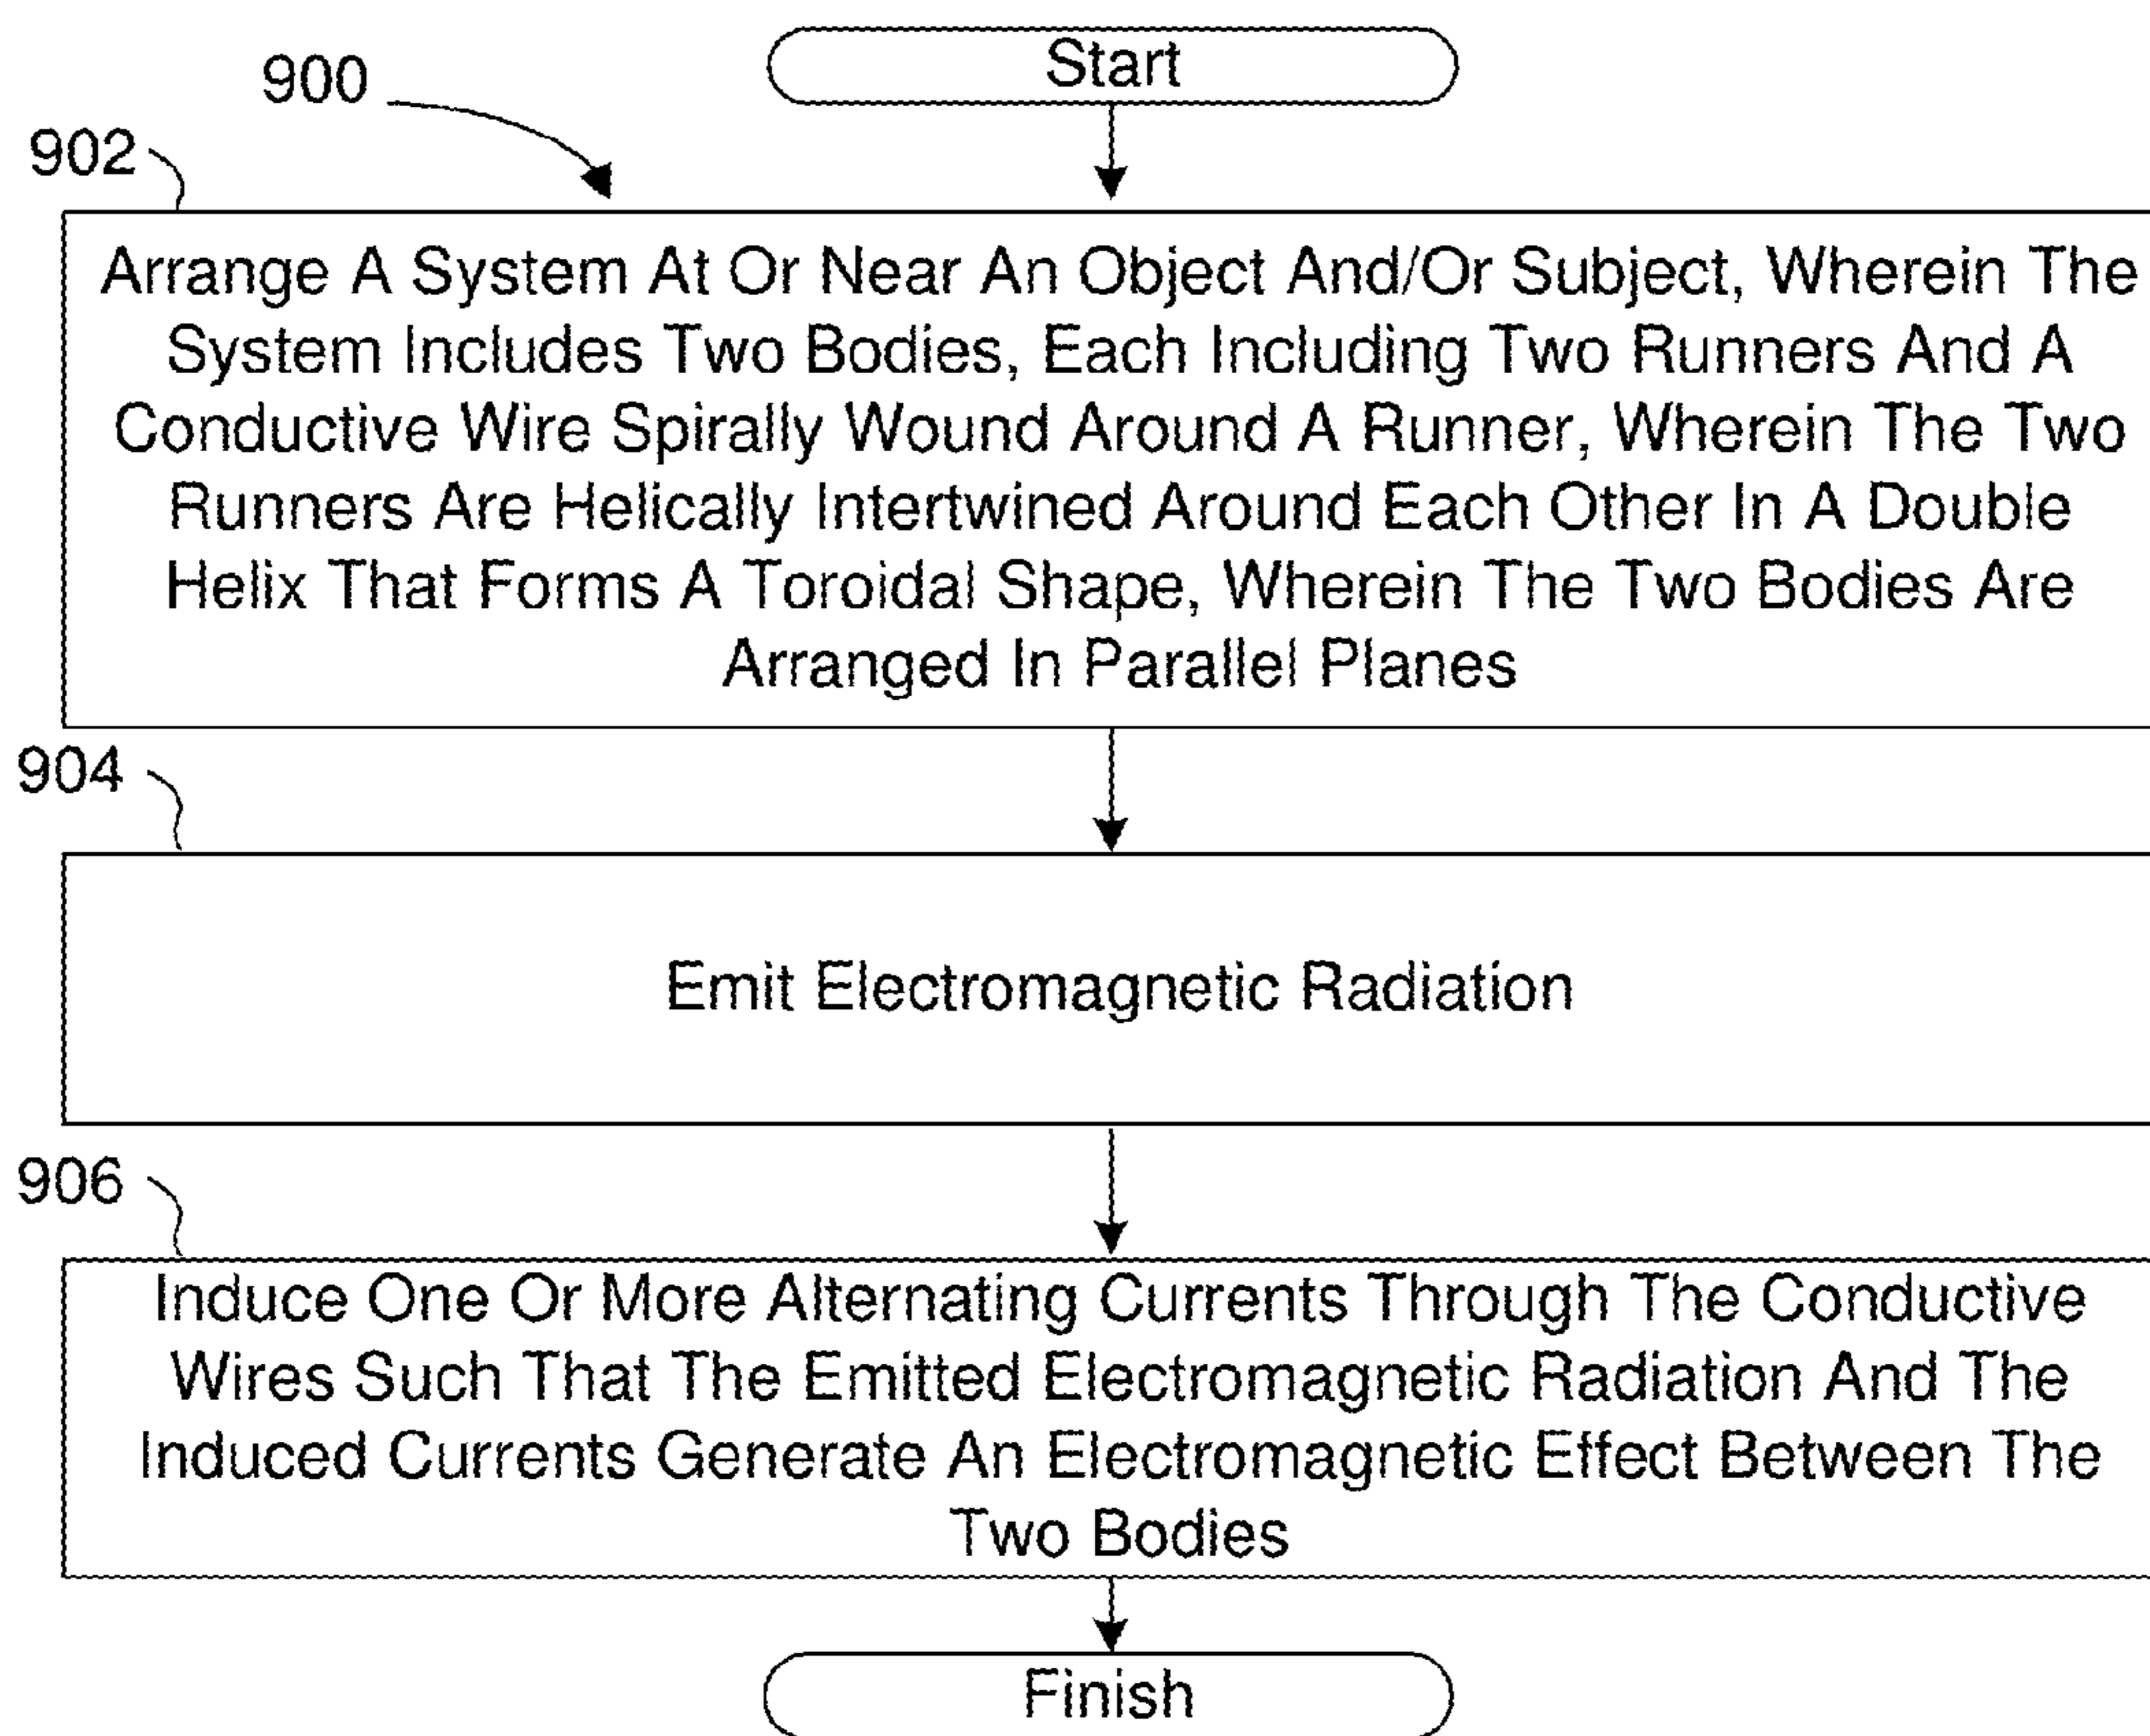 Start
900
902
Arrange A System At Or Near An Object And/Or Subject, Wherein The
System Includes Two Bodies, Each Including Two Runners And A
Conductive Wire Spirally Wound Around A Runner, Wherein The Two
Runners Are Helically Intertwined Around Each Other In A Double
Helix That Forms A Toroidal Shape, Wherein The Two Bodies Are
Arranged In Parallel Planes
904
Emit Electromagnetic Radiation
906
Induce One Or More Alternating Currents Through The Conductive
Wires Such That The Emitted Electromagnetic Radiation And The
Induced Currents Generate An Electromagnetic Effect Between The
Two Bodies
Finish